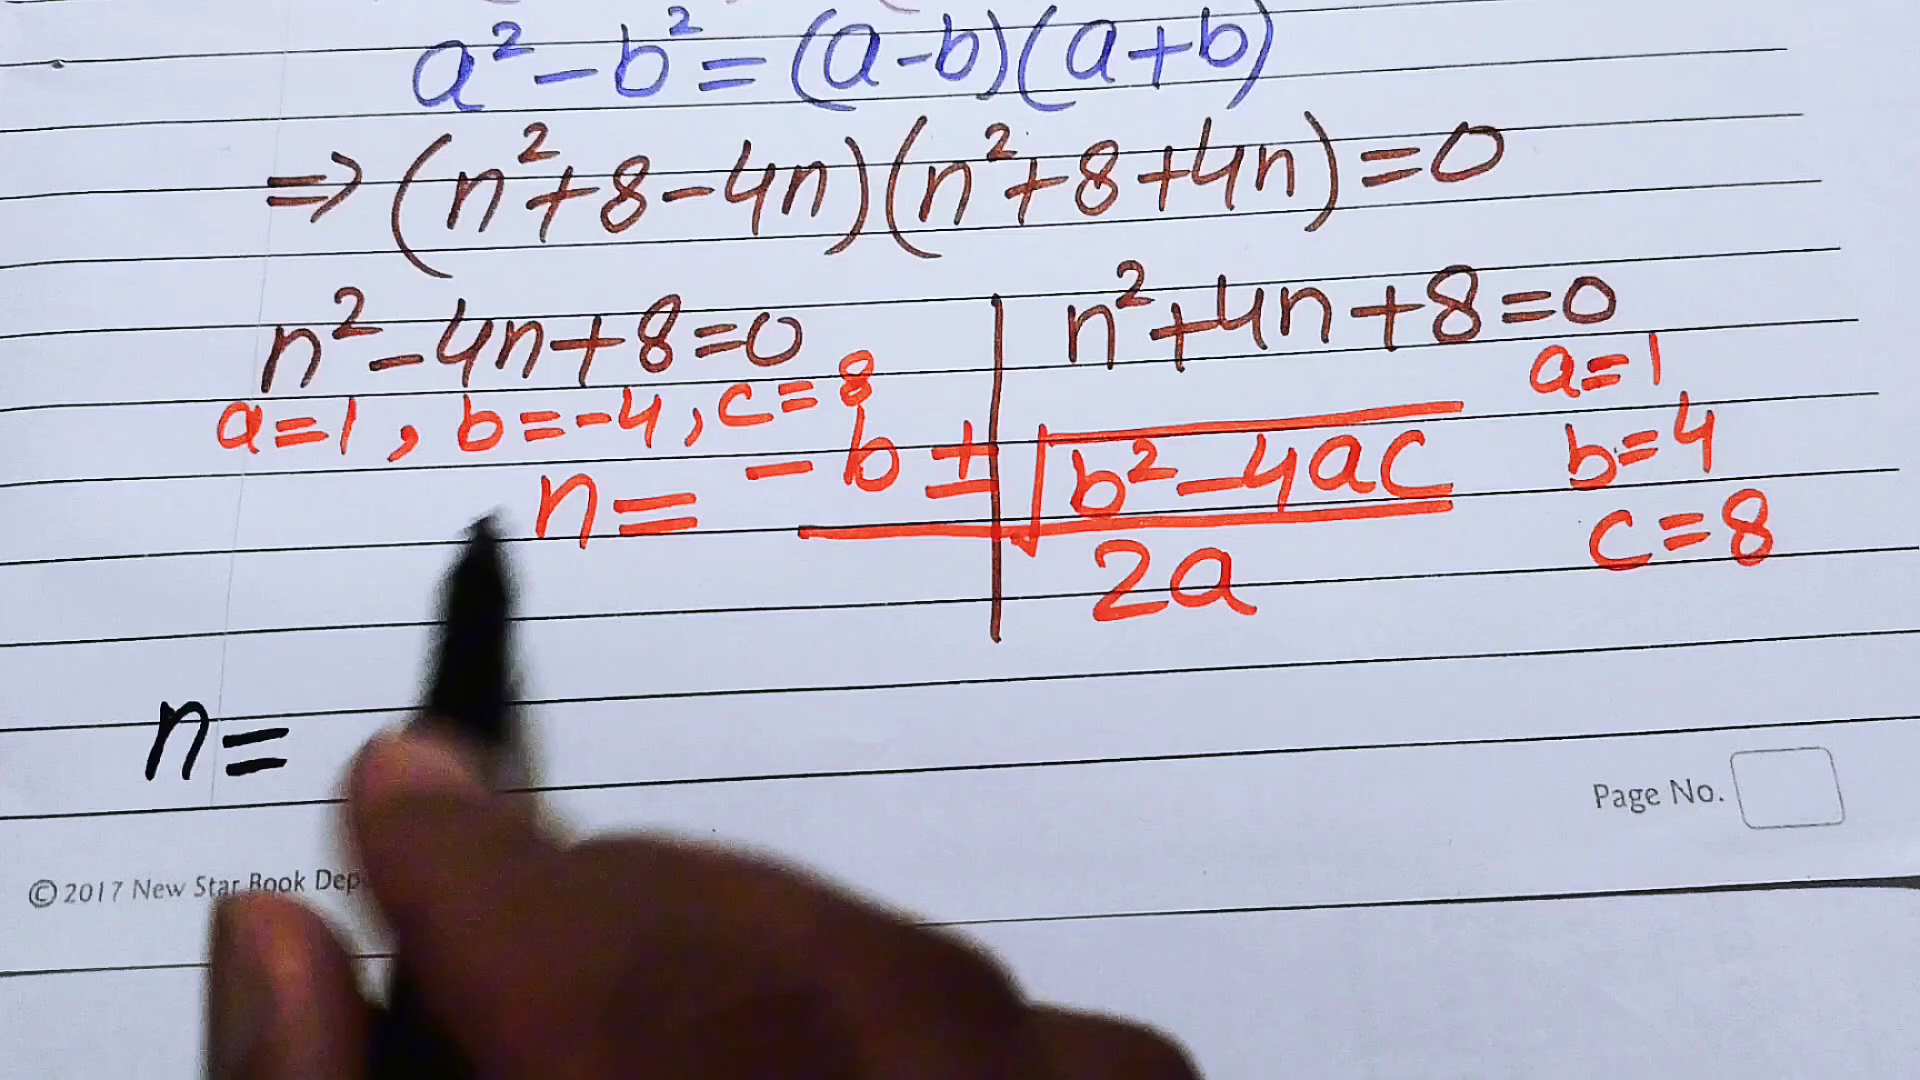 a² - b² = (a-b)(a+b)
⇒ (n²+8-4n)(n²+8+4n)=0
n²-4n+8=0
a=1, b=-4, c=8
n²+4n+8=0
a=1
b=4
c=8
n= -b ± √b²-4ac
2a
n=
Page No.
© 2017 New Star Book Dep